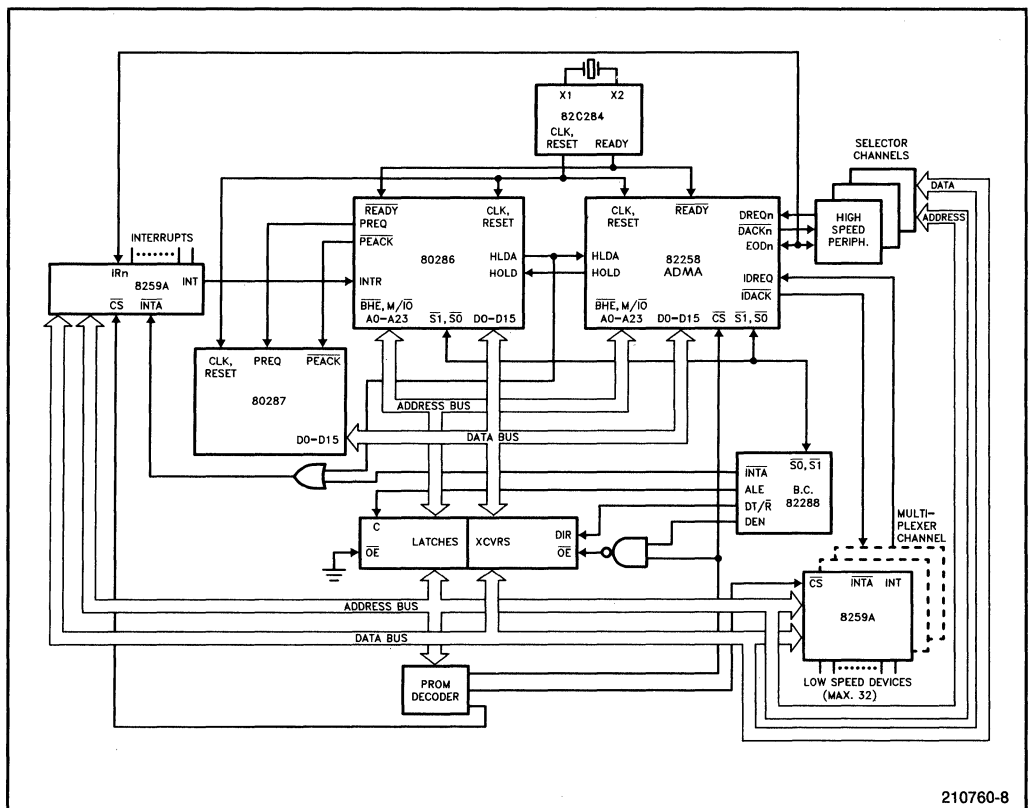 X1 X2
82C284
CLK,
RESET READY
SELECTOR
CHANNELS
DATA
ADDRESS
HIGH
SPEED
PERIPH.
READY
PREQ
PEACK
CLK,
RESET
80286
HLDA
HOLD
INTR
BHE, M/IO
A0-A23
S1, S0
D0-D15
CLK,
RESET
READY
DREQn
DACKn
EODn
HLDA
HOLD
82258
ADMA
IDREQ
IDACK
BHE, M/IO
A0-A23
D0-D15
CS
S1, S0
INTERRUPTS
IRn
8259A
INT
CS
INTA
CLK,
RESET
PREQ
PEACK
80287
D0-D15
ADDRESS BUS
DATA BUS
INTA
S0, S1
ALE
B.C.
DT/R
82288
DEN
C
OE
LATCHES
XCVRS
DIR
OE
MULTI-
PLEXER
CHANNEL
CS
INTA
INT
8259A
ADDRESS BUS
DATA BUS
PROM
DECODER
LOW SPEED DEVICES
(MAX. 32)
210760-8